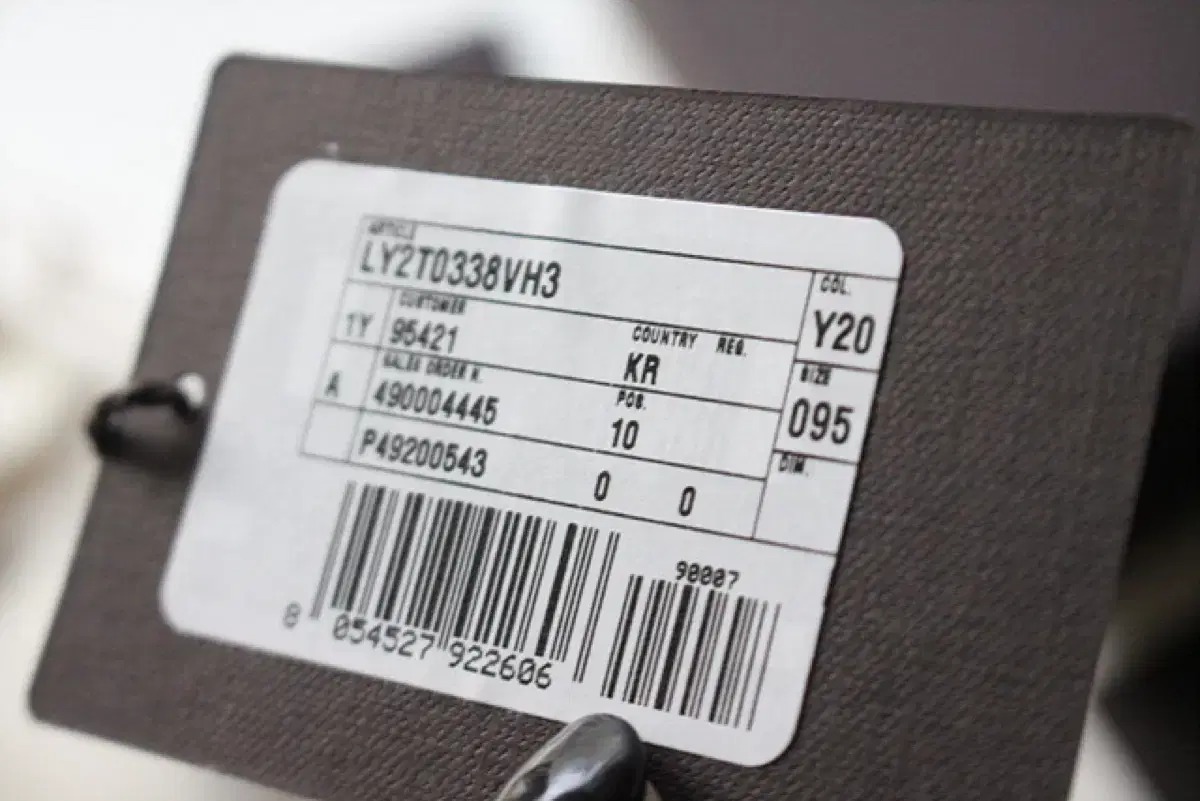 ARTICLE
LY2T0338VH3
COL.
Y20
1Y
CUSTOMER
95421
COUNTRY REG.
KR
SIZE
095
A
SALES ORDER N.
490004445
POS.
10
DIM.
P49200543 0 0
90007
8 054527 922606